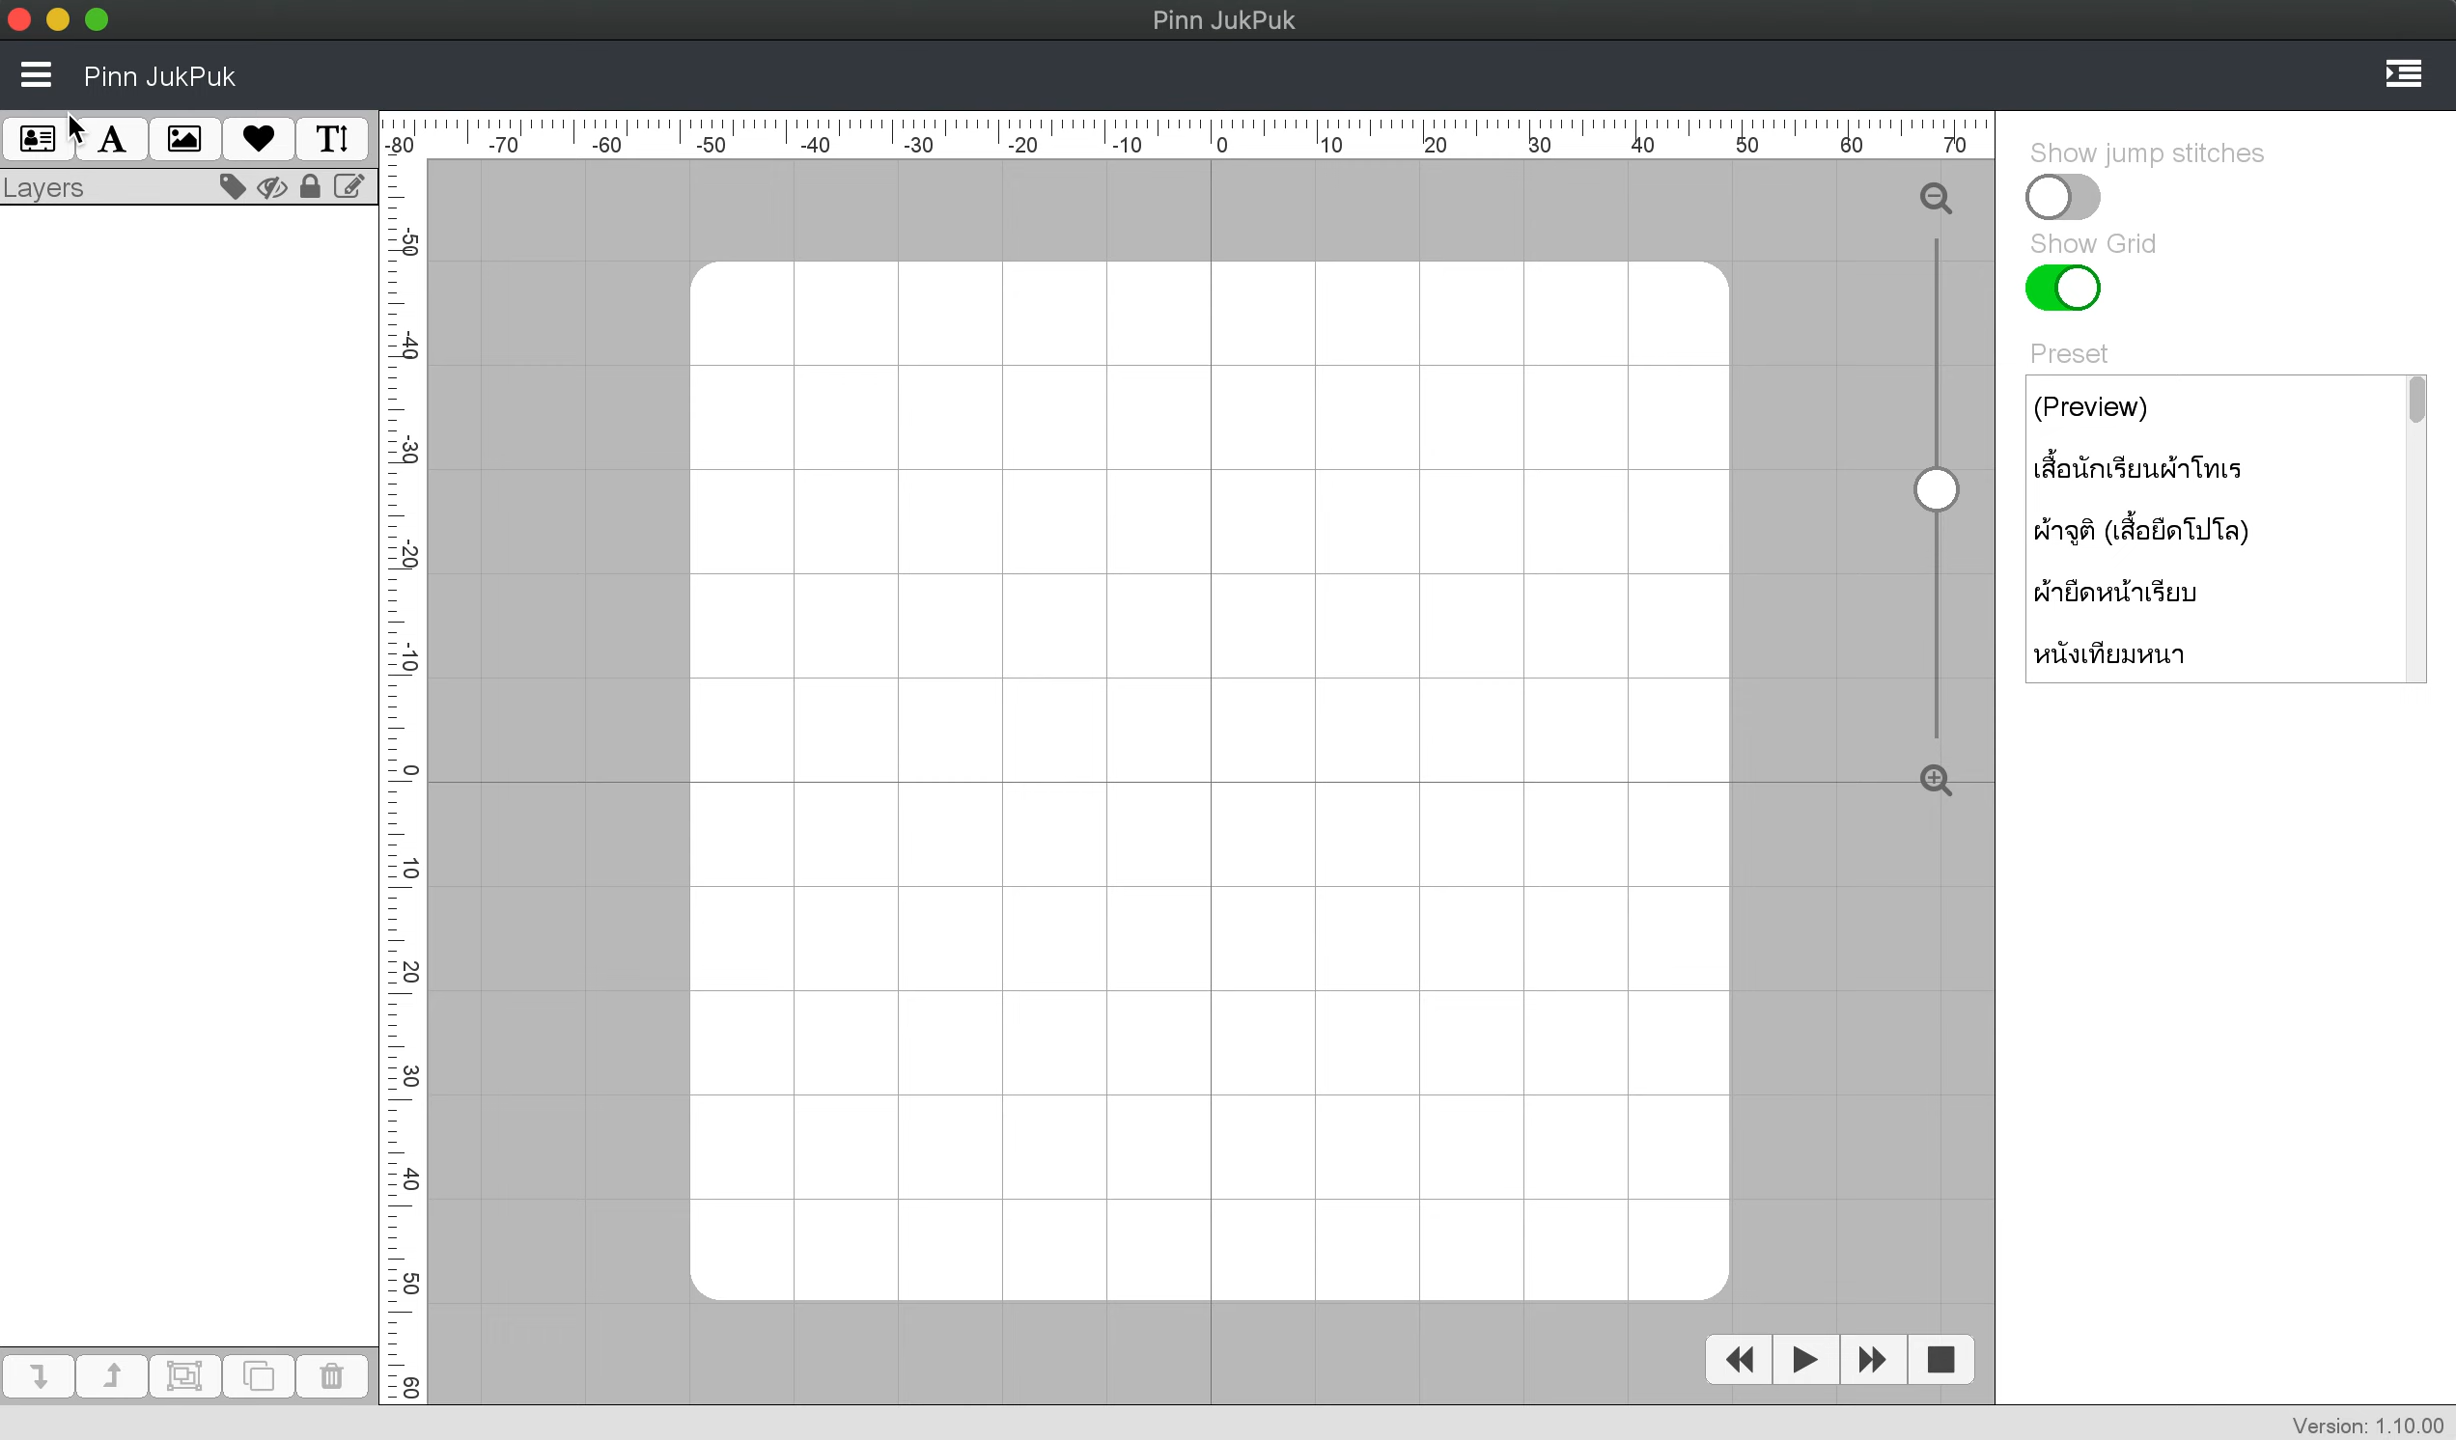 Pinn JukPuk
Pinn JukPuk
A
T
Layers
-80 -70 -60 -50 -40 -30 -20 -10 0 10 20 30 40 50 60 70
-50
-40
-30
-20
-10
0
10
20
30
40
50
60
Show jump stitches
Show Grid
Preset
(Preview)
เสื้อนักเรียนผ้าโทเร
ผ้าจูติ (เสื้อยืดโปโล)
ผ้ายืดหน้าเรียบ
หนังเทียมหนา
Version: 1.10.00